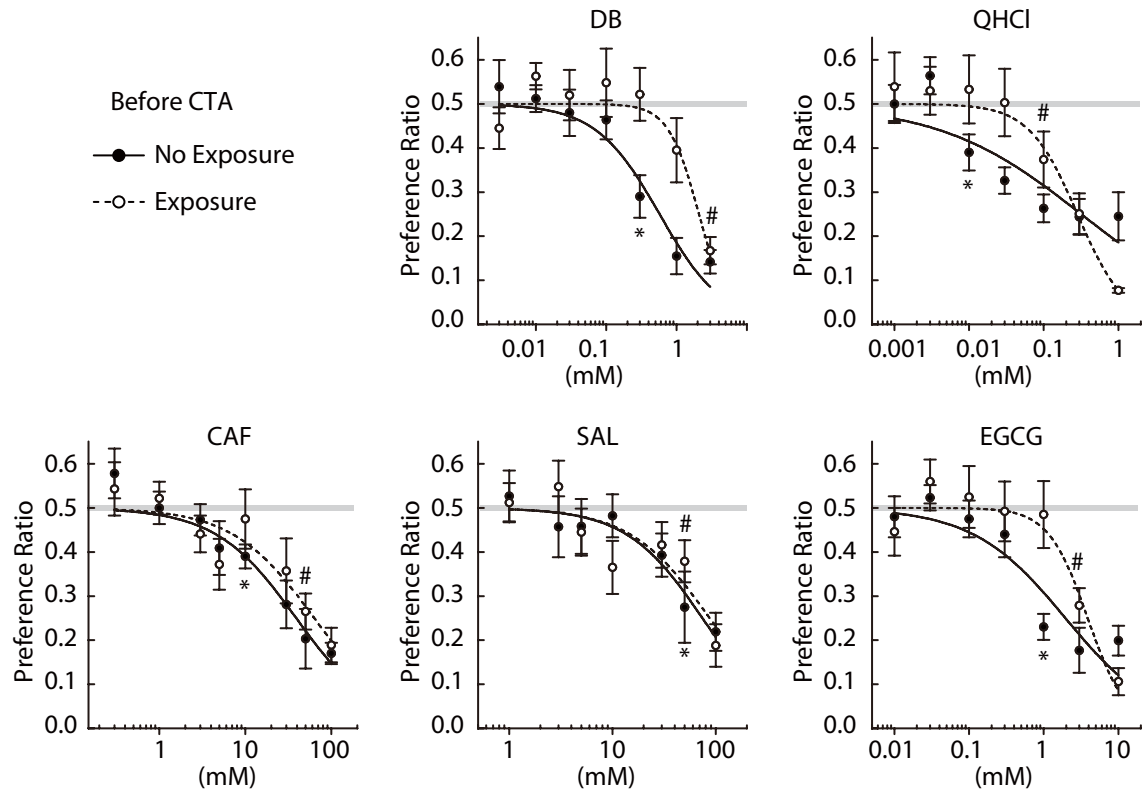 Before CTA
No Exposure
Exposure
DB
Preference Ratio
0.6
0.5
0.4
0.3
0.2
0.1
0.0
*
#
0.01 0.1 1
(mM)
QHCl
Preference Ratio
0.6
0.5
0.4
0.3
0.2
0.1
0.0
#
*
0.001 0.01 0.1 1
(mM)
CAF
Preference Ratio
0.6
0.5
0.4
0.3
0.2
0.1
0.0
#
*
1 10 100
(mM)
SAL
Preference Ratio
0.6
0.5
0.4
0.3
0.2
0.1
0.0
#
*
1 10 100
(mM)
EGCG
Preference Ratio
0.6
0.5
0.4
0.3
0.2
0.1
0.0
#
*
0.01 0.1 1 10
(mM)